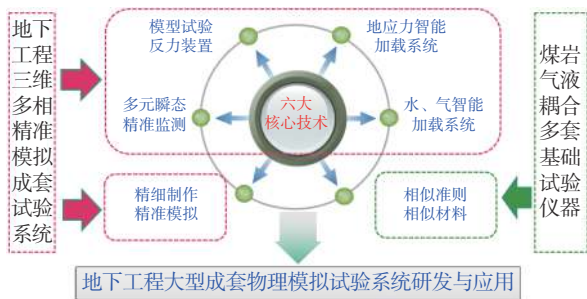 地下
工程
三维
多相
精准
模拟
成套
试验
系统
模型试验
反力装置
地应力智能
加载系统
多元瞬态
精准监测
六大
核心技术
水、气智能
加载系统
精细制作
精准模拟
相似准则
相似材料
煤岩
气液
耦合
多套
基础
试验
仪器
地下工程大型成套物理模拟试验系统研发与应用